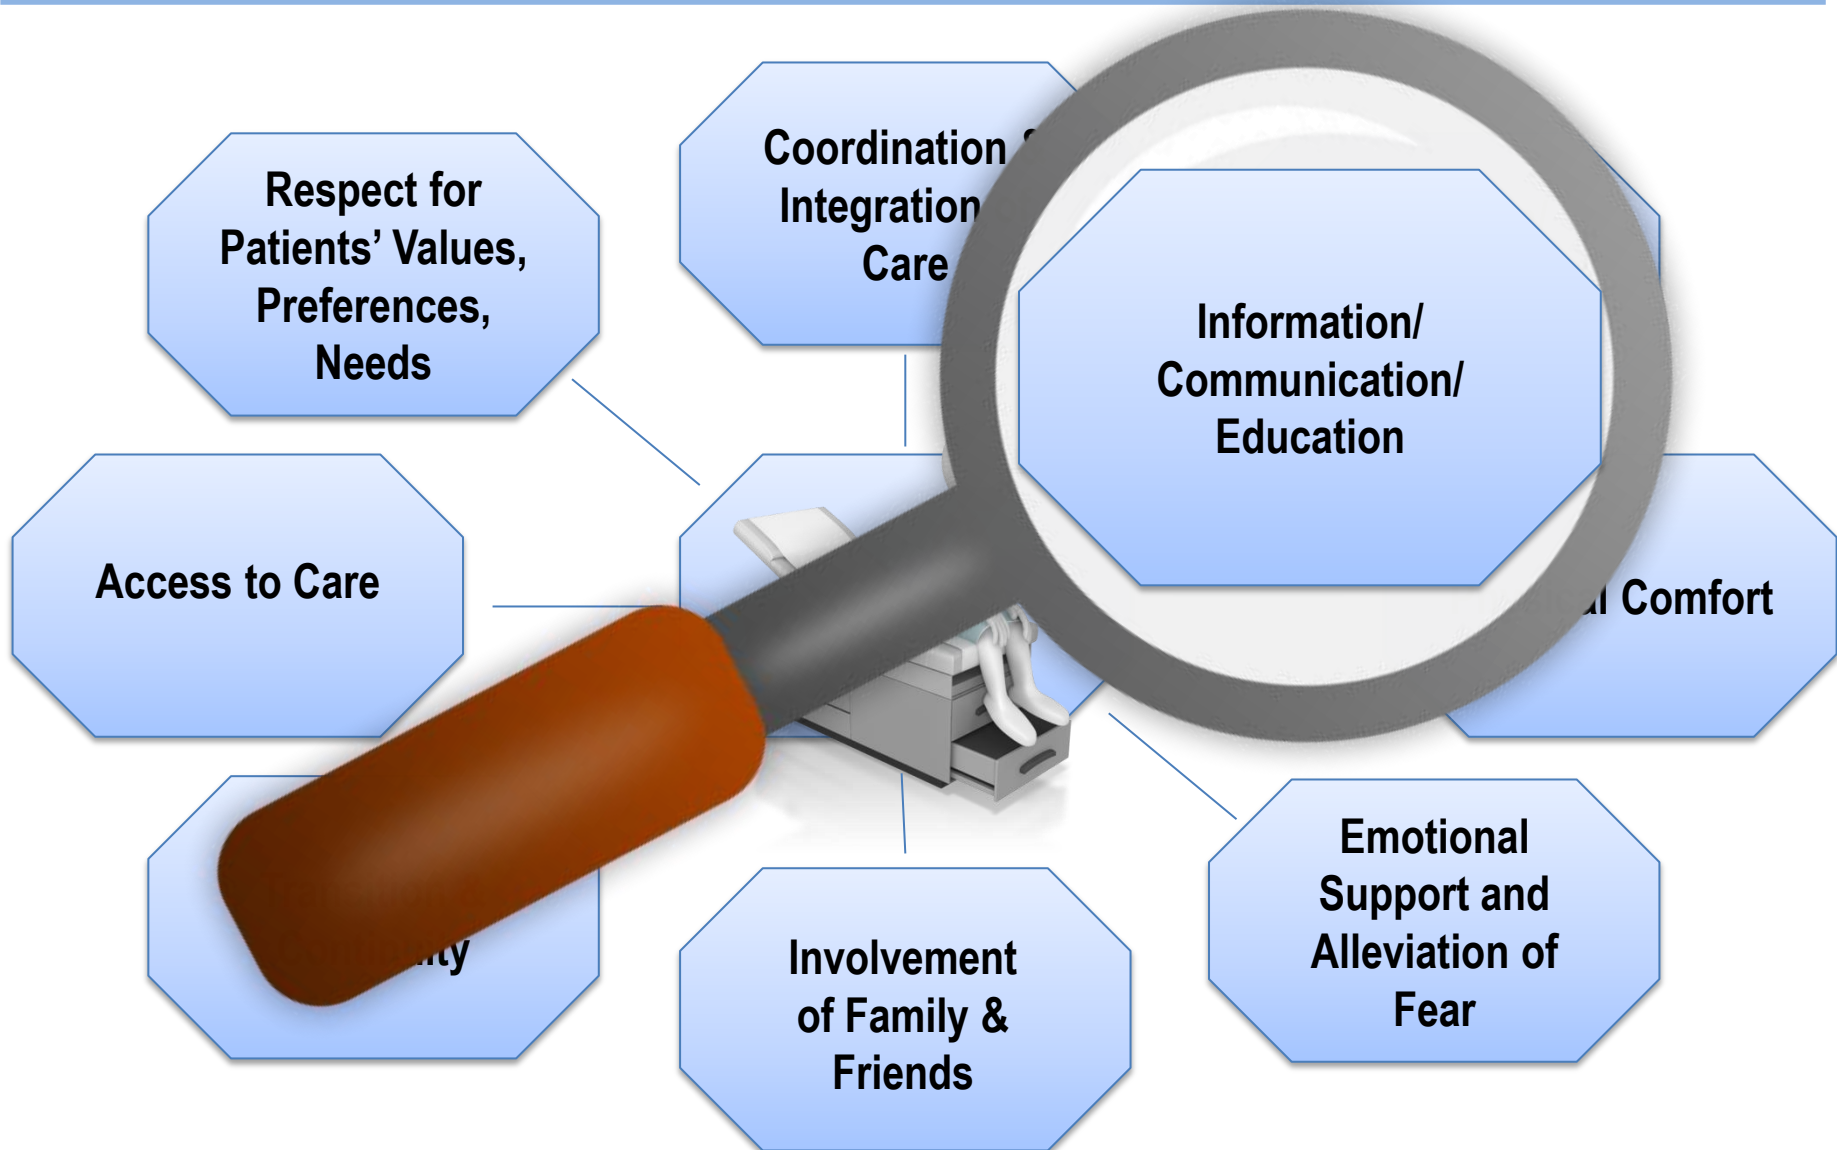 Respect for
Patients’ Values,
Preferences,
Needs
Coordination
Integration
Care
Information/
Communication/
Education
Access to Care
Comfort
Emotional
Support and
Alleviation of
Fear
Involvement
of Family &
Friends